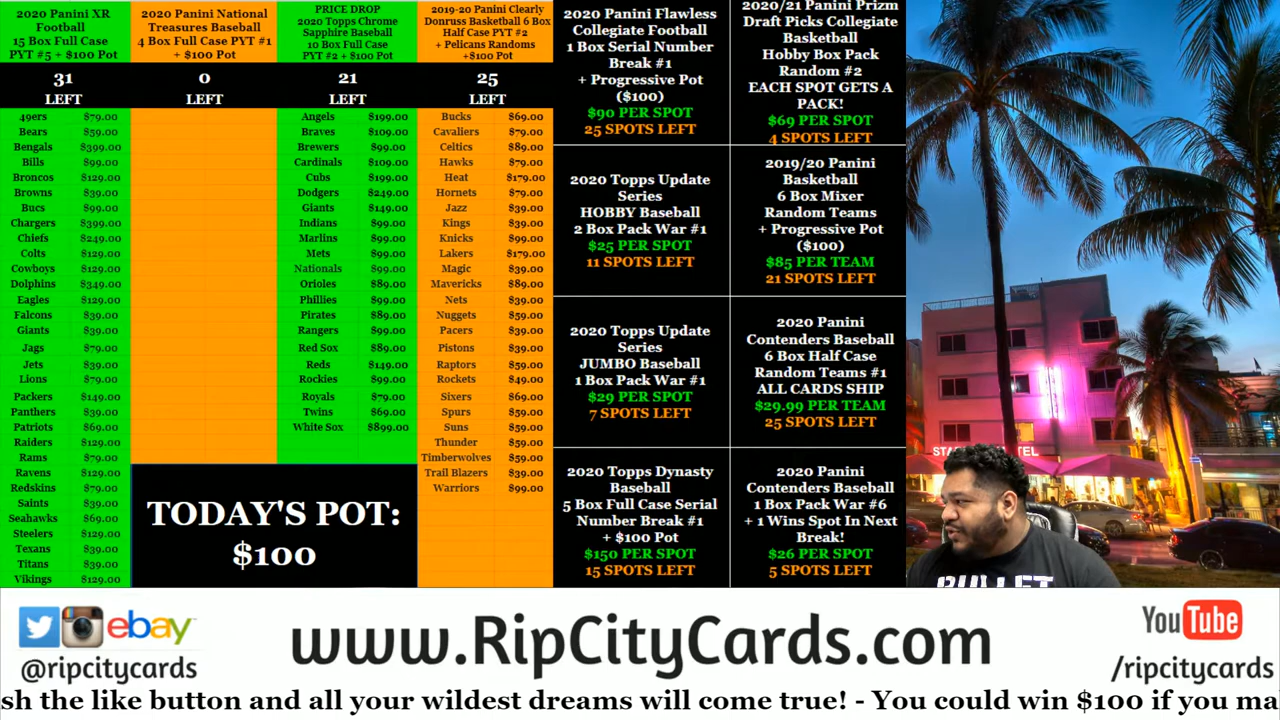 2020 Panini XR
Football
15 Box Full Case
PYT #5 + $100 Pot
31
LEFT
49ers $79.00
Bears $59.00
Bengals $399.00
Bills $99.00
Broncos $129.00
Browns $39.00
Bucs $99.00
Chargers $399.00
Chiefs $249.00
Colts $129.00
Cowboys $129.00
Dolphins $349.00
Eagles $129.00
Falcons $39.00
Giants $39.00
Jags $79.00
Jets $39.00
Lions $79.00
Packers $149.00
Panthers $39.00
Patriots $69.00
Raiders $129.00
Rams $79.00
Ravens $129.00
Redskins $79.00
Saints $39.00
Seahawks $69.00
Steelers $129.00
Texans $39.00
Titans $39.00
Vikings $129.00
2020 Panini National
Treasures Baseball
4 Box Full Case PYT #1
+ $100 Pot
0
LEFT
TODAY'S POT:
$100
PRICE DROP
2020 Topps Chrome
Sapphire Baseball
10 Box Full Case
PYT #2 + $100 Pot
21
LEFT
Angels $199.00
Braves $109.00
Brewers $99.00
Cardinals $109.00
Cubs $199.00
Dodgers $249.00
Giants $149.00
Indians $99.00
Marlins $99.00
Mets $99.00
Nationals $99.00
Orioles $89.00
Phillies $99.00
Pirates $89.00
Rangers $99.00
Red Sox $89.00
Reds $149.00
Rockies $99.00
Royals $79.00
Twins $69.00
White Sox $899.00
2019-20 Panini Clearly
Donruss Basketball 6 Box
Half Case PYT #2
+ Pelicans Randoms
+$100 Pot
25
LEFT
Bucks $69.00
Cavaliers $79.00
Celtics $89.00
Hawks $79.00
Heat $179.00
Hornets $79.00
Jazz $39.00
Kings $39.00
Knicks $99.00
Lakers $179.00
Magic $39.00
Mavericks $89.00
Nets $39.00
Nuggets $59.00
Pacers $39.00
Pistons $39.00
Raptors $59.00
Rockets $49.00
Sixers $69.00
Spurs $59.00
Suns $59.00
Thunder $59.00
Timberwolves $59.00
Trail Blazers $39.00
Warriors $99.00
2020 Panini Flawless
Collegiate Football
1 Box Serial Number
Break #1
+ Progressive Pot
($100)
$90 PER SPOT
25 SPOTS LEFT
2020/21 Panini Prizm
Draft Picks Collegiate
Basketball
Hobby Box Pack
Random #2
EACH SPOT GETS A
PACK!
$69 PER SPOT
4 SPOTS LEFT
2020 Topps Update
Series
HOBBY Baseball
2 Box Pack War #1
$25 PER SPOT
11 SPOTS LEFT
2019/20 Panini
Basketball
6 Box Mixer
Random Teams
+ Progressive Pot
($100)
$85 PER TEAM
21 SPOTS LEFT
2020 Topps Update
Series
JUMBO Baseball
1 Box Pack War #1
$29 PER SPOT
7 SPOTS LEFT
2020 Panini
Contenders Baseball
6 Box Half Case
Random Teams #1
ALL CARDS SHIP
$29.99 PER TEAM
25 SPOTS LEFT
2020 Topps Dynasty
Baseball
5 Box Full Case Serial
Number Break #1
+ $100 Pot
$150 PER SPOT
15 SPOTS LEFT
2020 Panini
Contenders Baseball
1 Box Pack War #6
+ 1 Wins Spot In Next
Break!
$26 PER SPOT
5 SPOTS LEFT
BULLET
ebay
@ripcitycards
www.RipCityCards.com
YouTube
/ripcitycards
sh the like button and all your wildest dreams will come true! - You could win $100 if you ma